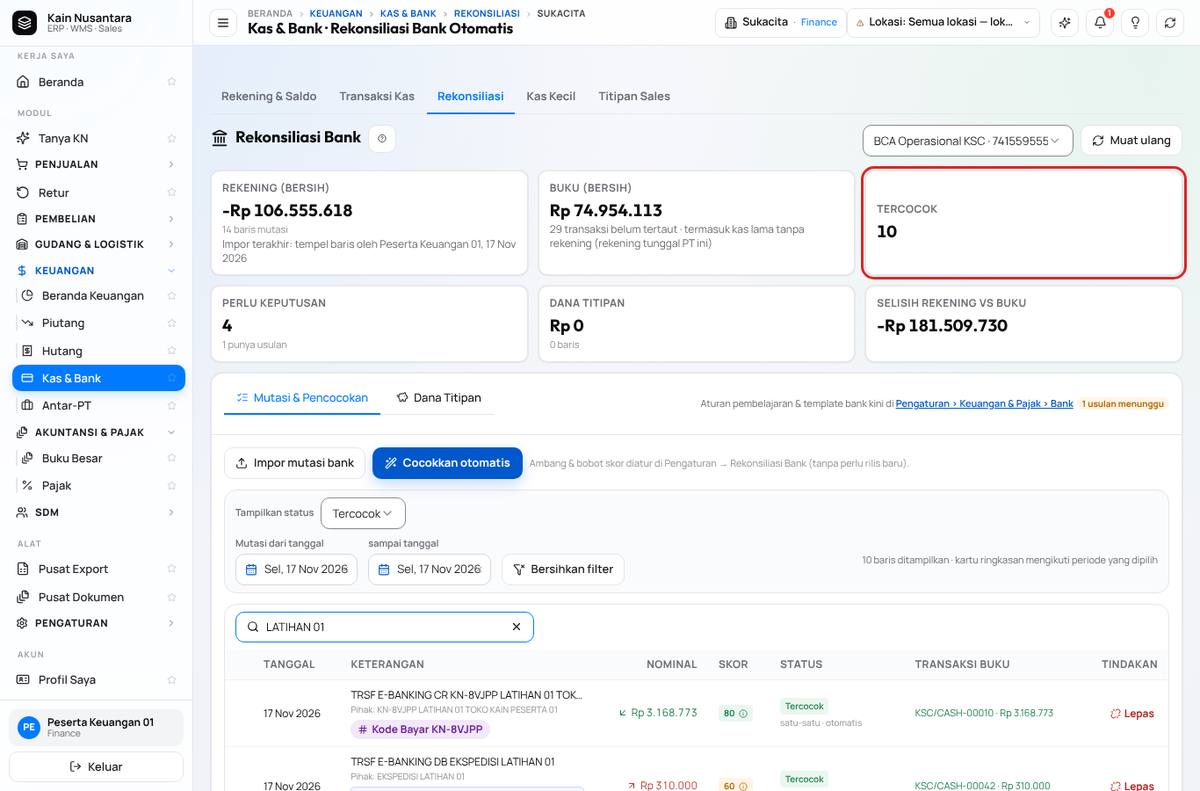 Kain Nusantara
ERP · WMS · Sales
KERJA SAYA
Beranda
MODUL
Tanya KN
PENJUALAN
Retur
PEMBELIAN
GUDANG & LOGISTIK
KEUANGAN
Beranda Keuangan
Piutang
Hutang
Kas & Bank
Antar-PT
AKUNTANSI & PAJAK
Buku Besar
Pajak
SDM
ALAT
Pusat Export
Pusat Dokumen
PENGATURAN
AKUN
Profil Saya
PE
Peserta Keuangan 01
Finance
Keluar
BERANDA › KEUANGAN › KAS & BANK › REKONSILIASI › SUKACITA
Kas & Bank · Rekonsiliasi Bank Otomatis
Sukacita · Finance
Lokasi: Semua lokasi — lok...
1
Rekening & Saldo
Transaksi Kas
Rekonsiliasi
Kas Kecil
Titipan Sales
Rekonsiliasi Bank
BCA Operasional KSC · 741559555
Muat ulang
REKENING (BERSIH)
-Rp 106.555.618
14 baris mutasi
Impor terakhir: tempel baris oleh Peserta Keuangan 01, 17 Nov
2026
BUKU (BERSIH)
Rp 74.954.113
29 transaksi belum tertaut · termasuk kas lama tanpa
rekening (rekening tunggal PT ini)
TERCOCOK
10
PERLU KEPUTUSAN
4
1 punya usulan
DANA TITIPAN
Rp 0
0 baris
SELISIH REKENING VS BUKU
-Rp 181.509.730
Mutasi & Pencocokan
Dana Titipan
Aturan pembelajaran & template bank kini di Pengaturan › Keuangan & Pajak › Bank 1 usulan menunggu
Impor mutasi bank
Cocokkan otomatis
Ambang & bobot skor diatur di Pengaturan → Rekonsiliasi Bank (tanpa perlu rilis baru).
Tampilkan status
Tercocok
Mutasi dari tanggal
sampai tanggal
Sel, 17 Nov 2026
Sel, 17 Nov 2026
Bersihkan filter
10 baris ditampilkan · kartu ringkasan mengikuti periode yang dipilih
LATIHAN 01
TANGGAL KETERANGAN NOMINAL SKOR STATUS TRANSAKSI BUKU TINDAKAN
TRSF E-BANKING CR KN-8VJPP LATIHAN 01 TOK...
Pihak: KN-8VJPP LATIHAN 01 TOKO KAIN PESERTA 01
# Kode Bayar KN-8VJPP
17 Nov 2026
Rp 3.168.773
80
Tercocok
satu-satu · otomatis
KSC/CASH-00010 · Rp 3.168.773
Lepas
TRSF E-BANKING DB EKSPEDISI LATIHAN 01
Pihak: EKSPEDISI LATIHAN 01
17 Nov 2026
Rp 310.000
60
Tercocok
KSC/CASH-00042 · Rp 310.000
Lepas